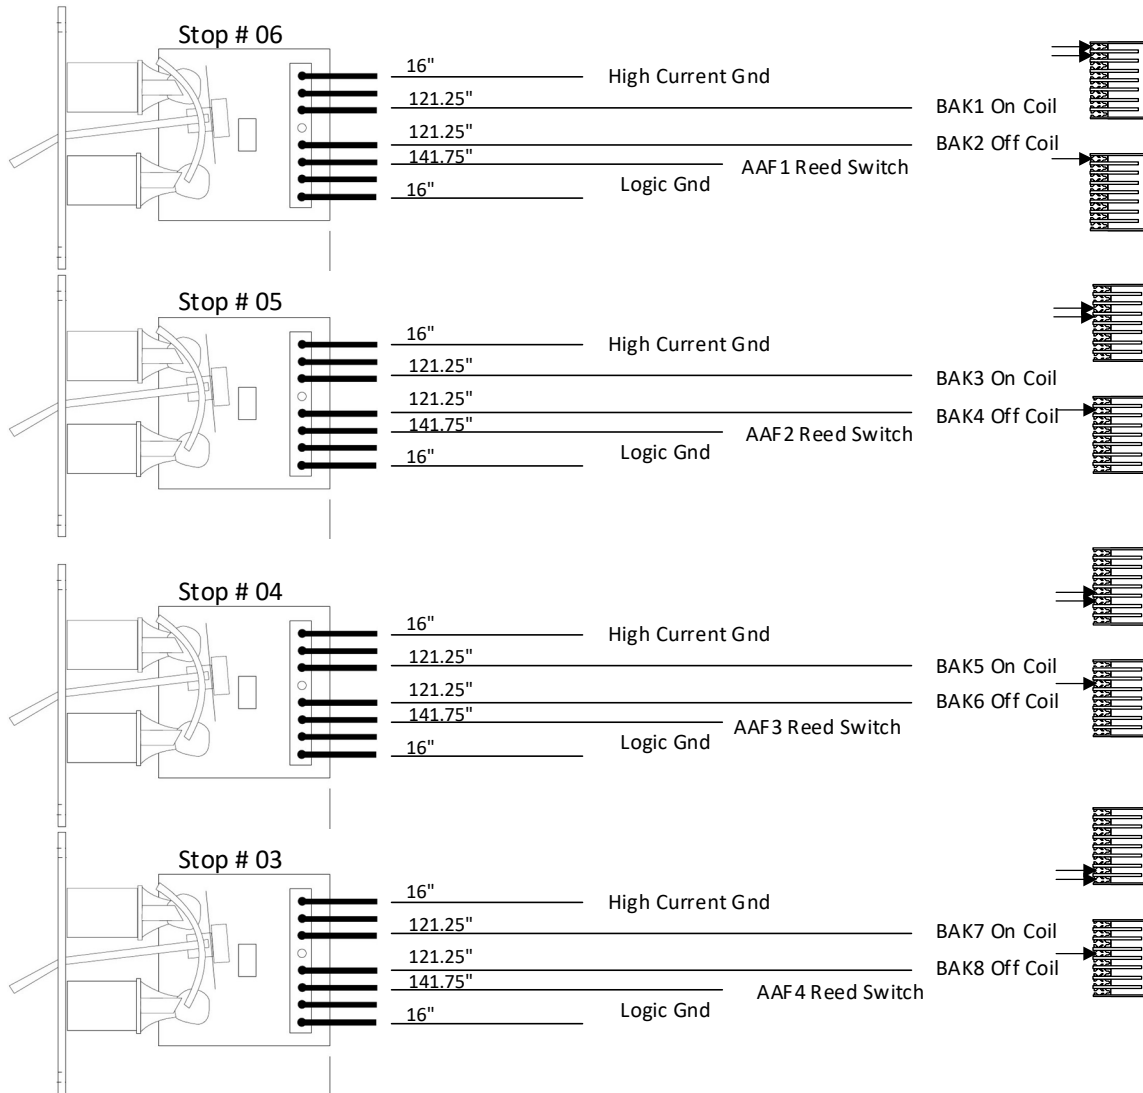 Stop # 06
16"
High Current Gnd
121.25"
BAK1 On Coil
121.25"
BAK2 Off Coil
141.75"
AAF1 Reed Switch
Logic Gnd
16"
Stop # 05
16"
High Current Gnd
121.25"
BAK3 On Coil
121.25"
BAK4 Off Coil
141.75"
AAF2 Reed Switch
Logic Gnd
16"
Stop # 04
16"
High Current Gnd
121.25"
BAK5 On Coil
121.25"
BAK6 Off Coil
141.75"
AAF3 Reed Switch
Logic Gnd
16"
Stop # 03
16"
High Current Gnd
121.25"
BAK7 On Coil
121.25"
BAK8 Off Coil
141.75"
AAF4 Reed Switch
Logic Gnd
16"